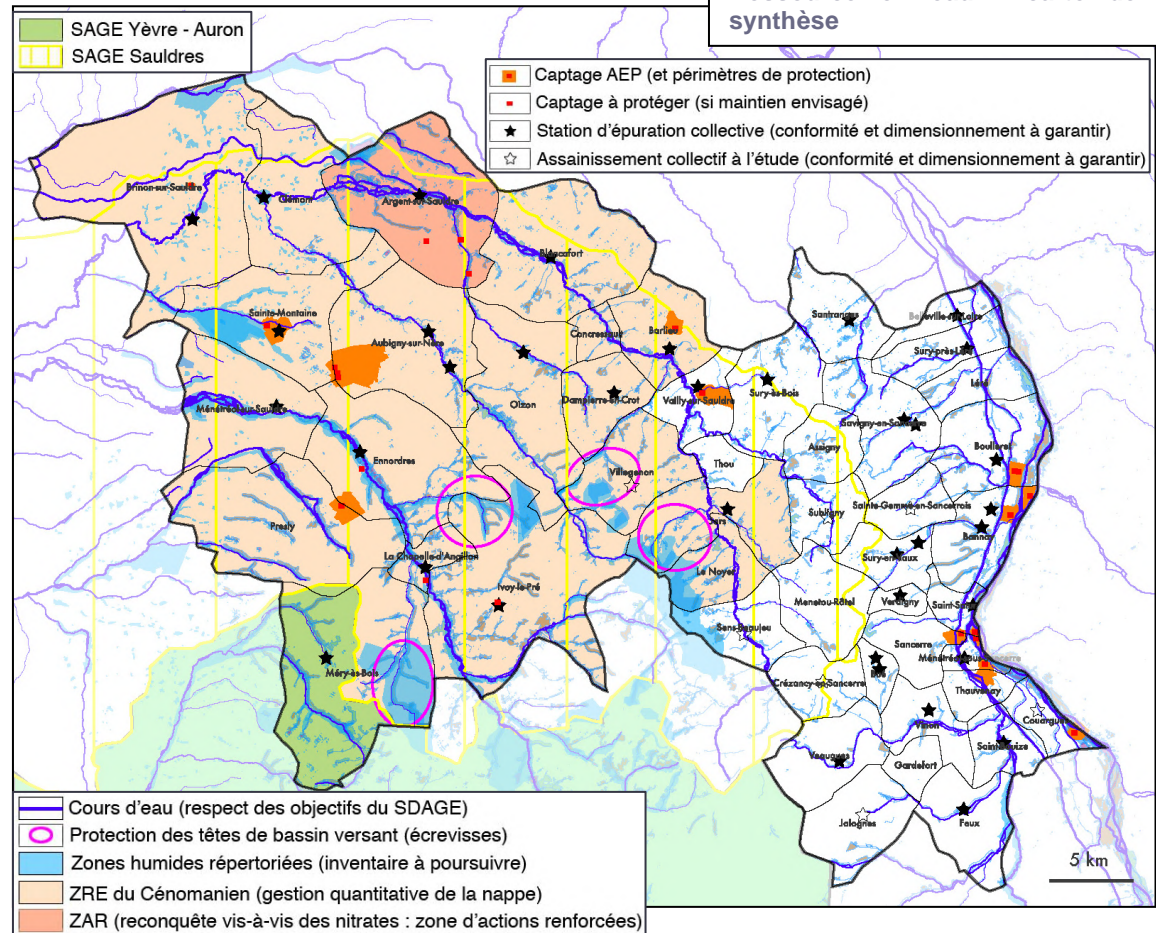 synthèse
SAGE Yèvre - Auron
SAGE Sauldres
Captage AEP (et périmètres de protection)
Captage à protéger (si maintien envisagé)
Station d'épuration collective (conformité et dimensionnement à garantir)
Assainissement collectif à l'étude (conformité et dimensionnement à garantir)
Brinon-sur-Sauldre
Clémont
Argent-sur-Sauldre
Blancafort
Sainte-Montaine
Aubigny-sur-Nère
Concressault
Barlieu
Santranges
Belleville-sur-Loire
Sury-près-Léré
Léré
Oizon
Dampierre-en-Crot
Vailly-sur-Sauldre
Sury-ès-Bois
Savigny-en-Sancerre
Ménétréol-sur-Sauldre
Assigny
Boulleret
Ennordres
Villegenon
Thou
Subligny
Sainte-Gemme-en-Sancerrois
Presly
Jars
Bannay
La Chapelle-d'Angillon
Le Noyer
Sury-en-Vaux
Ivoy-le-Pré
Menetou-Râtel
Verdigny
Saint-Satur
Sens-Beaujeu
Sancerre
Ménétréol-sous-Sancerre
Méry-ès-Bois
Crézancy-en-Sancerre
Bué
Thauvenay
Couargues
Vinon
Saint-Bouize
Veaugues
Gardefort
Jalognes
Feux
5 km
Cours d'eau (respect des objectifs du SDAGE)
Protection des têtes de bassin versant (écrevisses)
Zones humides répertoriées (inventaire à poursuivre)
ZRE du Cénomanien (gestion quantitative de la nappe)
ZAR (reconquête vis-à-vis des nitrates : zone d'actions renforcées)